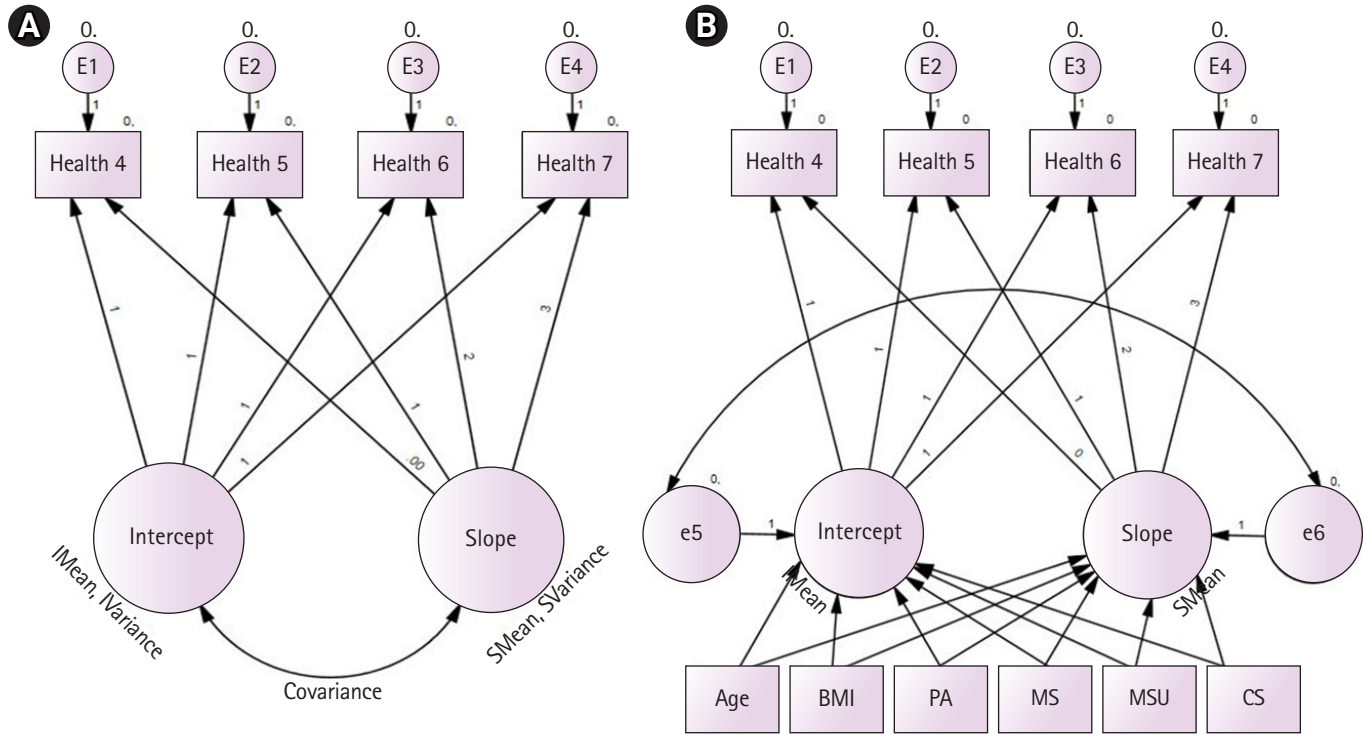 A
0.
0.
0.
0.
E1
E2
E3
E4
1
1
1
1
0.
0.
0.
0.
Health 4
Health 5
Health 6
Health 7
1
1
1
1
.00
1
2
3
Intercept
Slope
IMean, IVariance
SMean, SVariance
Covariance
B
0.
0.
0.
0.
E1
E2
E3
E4
1
1
1
1
0
0
0
0
Health 4
Health 5
Health 6
Health 7
1
1
1
1
0
1
2
3
0.
0.
e5
1
Intercept
Slope
1
e6
IMean
SMean
Age
BMI
PA
MS
MSU
CS